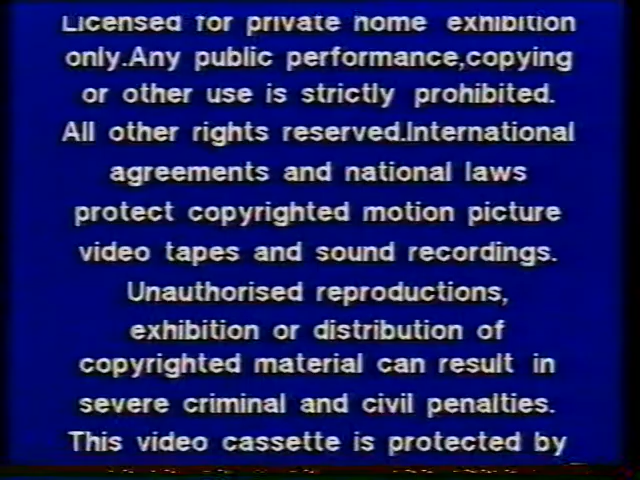 Licensed for private home exhibition
only.Any public performance,copying
or other use is strictly prohibited.
All other rights reserved.International
agreements and national laws
protect copyrighted motion picture
video tapes and sound recordings.
Unauthorised reproductions,
exhibition or distribution of
copyrighted material can result in
severe criminal and civil penalties.
This video cassette is protected by